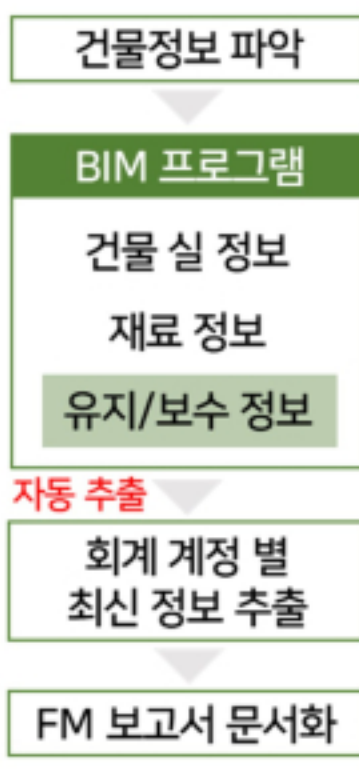 건물정보 파악
BIM 프로그램
건물 실 정보
재료 정보
유지/보수 정보
자동 추출
회계 계정 별
최신 정보 추출
FM 보고서 문서화